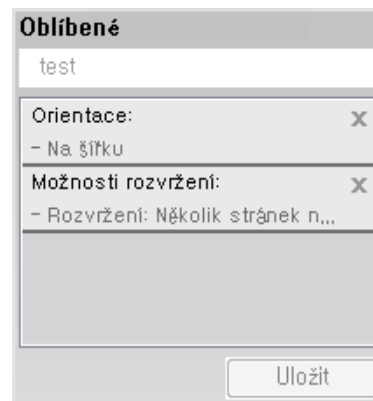 Oblíbené
test
Orientace:
x
- Na šířku
Možnosti rozvržení:
x
- Rozvržení: Několik stránek n...
Uložit